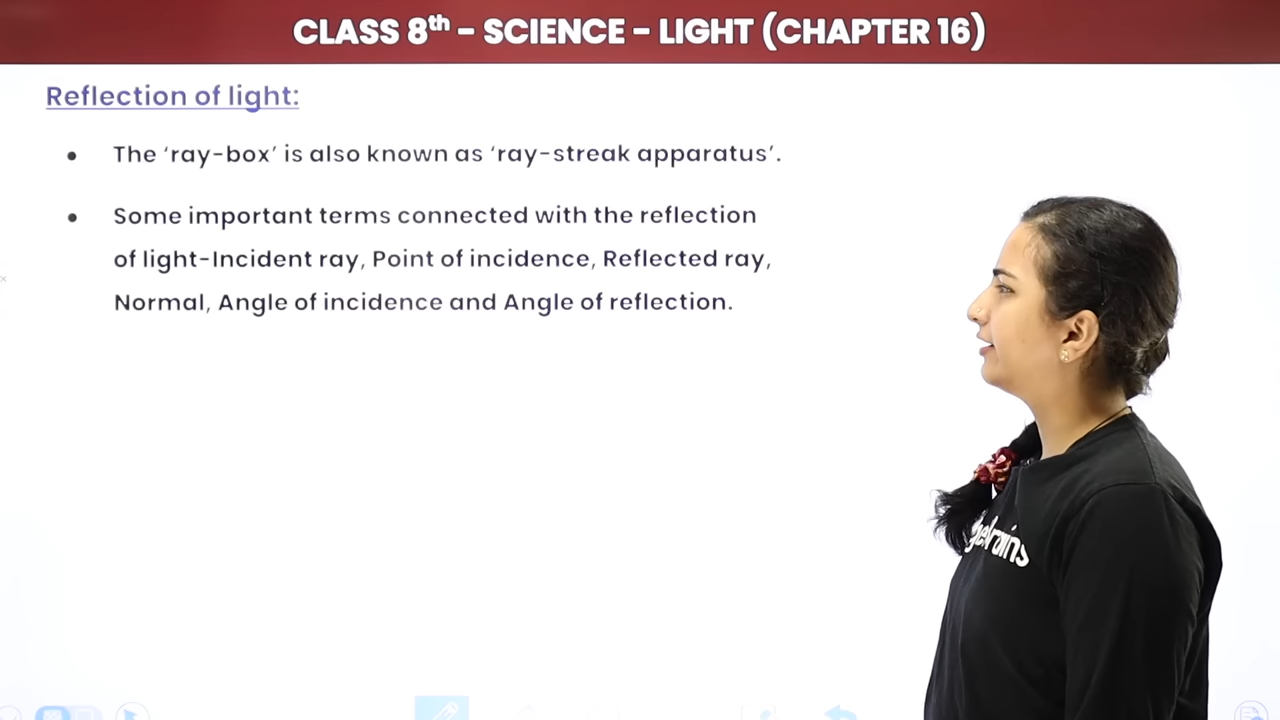 CLASS 8th – SCIENCE – LIGHT (CHAPTER 16)
Reflection of light:
• The ‘ray-box’ is also known as ‘ray-streak apparatus’.
• Some important terms connected with the reflection
of light-Incident ray, Point of incidence, Reflected ray,
Normal, Angle of incidence and Angle of reflection.